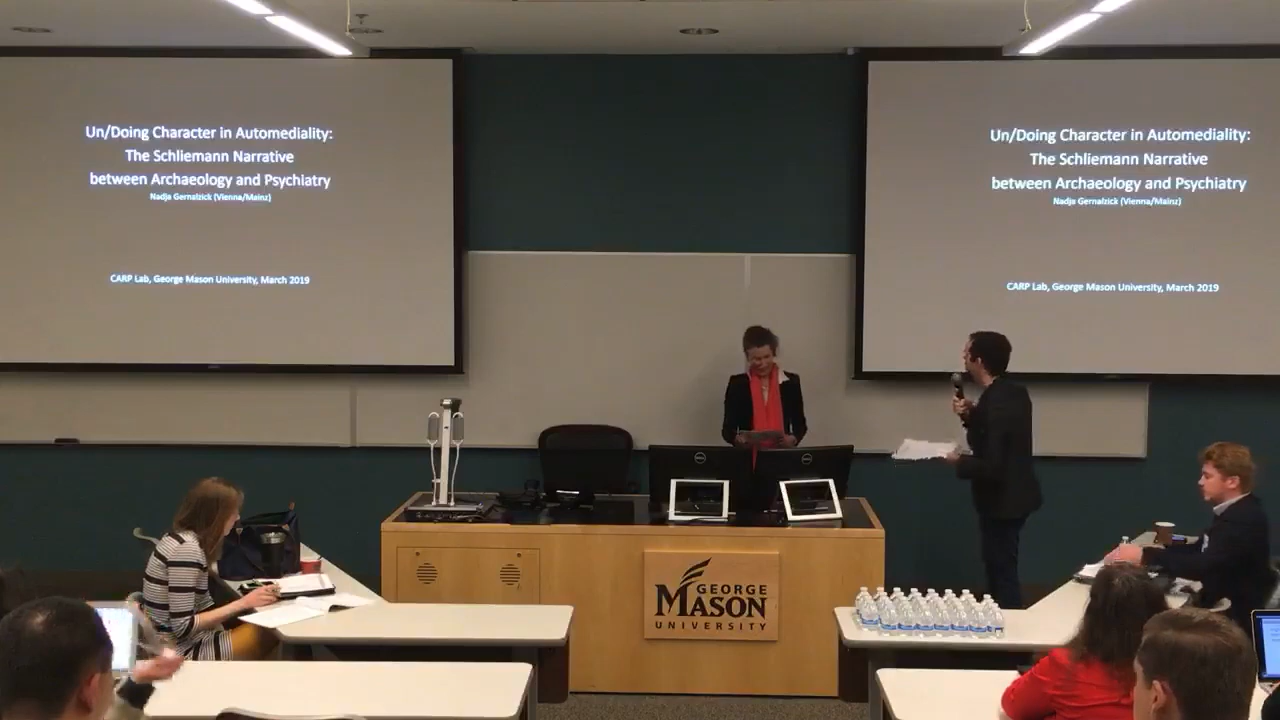 Un/Doing Character in Automediality:
The Schliemann Narrative
between Archaeology and Psychiatry
Nadja Gernalzick (Vienna/Mainz)
CARP Lab, George Mason University, March 2019
Un/Doing Character in Automediality:
The Schliemann Narrative
between Archaeology and Psychiatry
Nadja Gernalzick (Vienna/Mainz)
CARP Lab, George Mason University, March 2019
DELL
DELL
GEORGE
MASON
UNIVERSITY